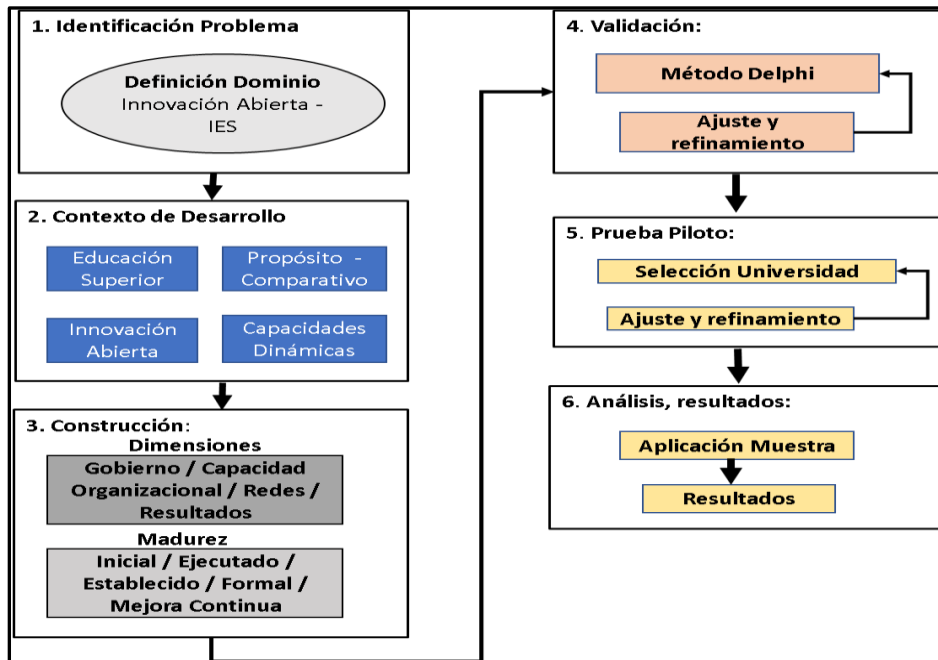 1. Identificación Problema
Definición Dominio
Innovación Abierta -
IES
2. Contexto de Desarrollo
Educación
Superior
Propósito -
Comparativo
Innovación
Abierta
Capacidades
Dinámicas
3. Construcción:
Dimensiones
Gobierno / Capacidad
Organizacional / Redes /
Resultados
Madurez
Inicial / Ejecutado /
Establecido / Formal /
Mejora Continua
4. Validación:
Método Delphi
Ajuste y
refinamiento
5. Prueba Piloto:
Selección Universidad
Ajuste y refinamiento
6. Análisis, resultados:
Aplicación Muestra
Resultados